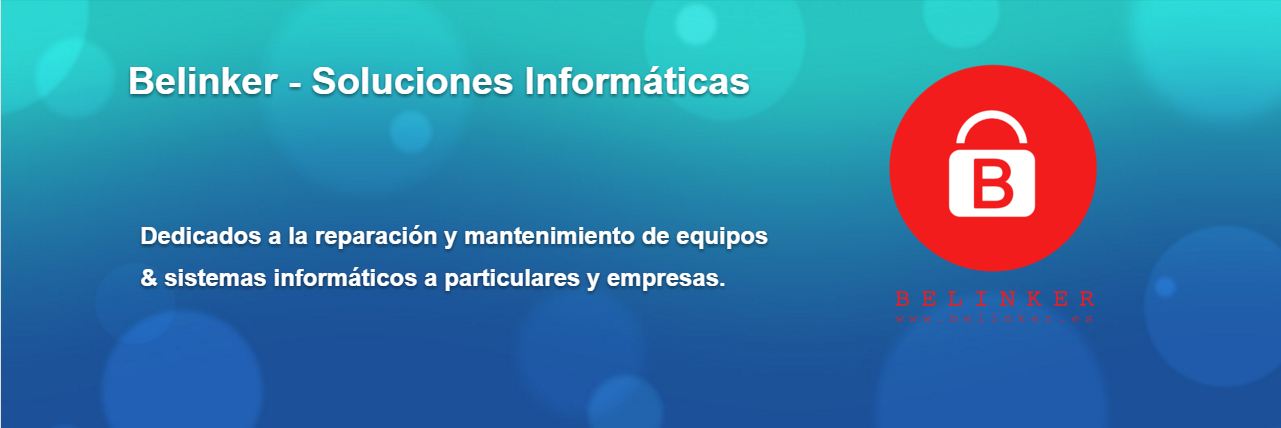 Belinker - Soluciones Informáticas
Dedicados a la reparación y mantenimiento de equipos
& sistemas informáticos a particulares y empresas.
B
BELINKER
www.belinker.es